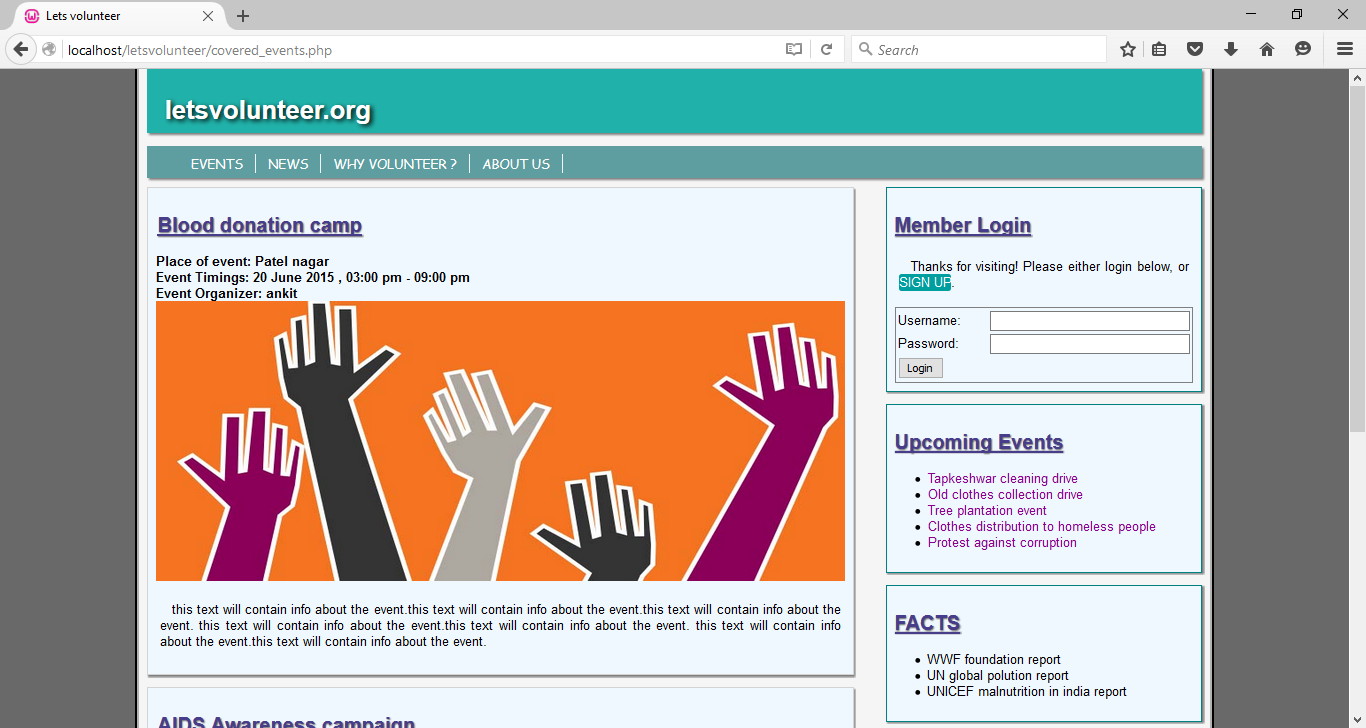 Lets volunteer
localhost/letsvolunteer/covered_events.php
Search
letsvolunteer.org
EVENTS
NEWS
WHY VOLUNTEER ?
ABOUT US
Blood donation camp
Place of event: Patel nagar
Event Timings: 20 June 2015 , 03:00 pm - 09:00 pm
Event Organizer: ankit
this text will contain info about the event.this text will contain info about the event.this text will contain info about the
event. this text will contain info about the event.this text will contain info about the event. this text will contain info
about the event.this text will contain info about the event.
AIDS Awareness campaign
Member Login
Thanks for visiting! Please either login below, or
SIGN UP.
Username:
Password:
Login
Upcoming Events
Tapkeshwar cleaning drive
Old clothes collection drive
Tree plantation event
Clothes distribution to homeless people
Protest against corruption
FACTS
WWF foundation report
UN global polution report
UNICEF malnutrition in india report